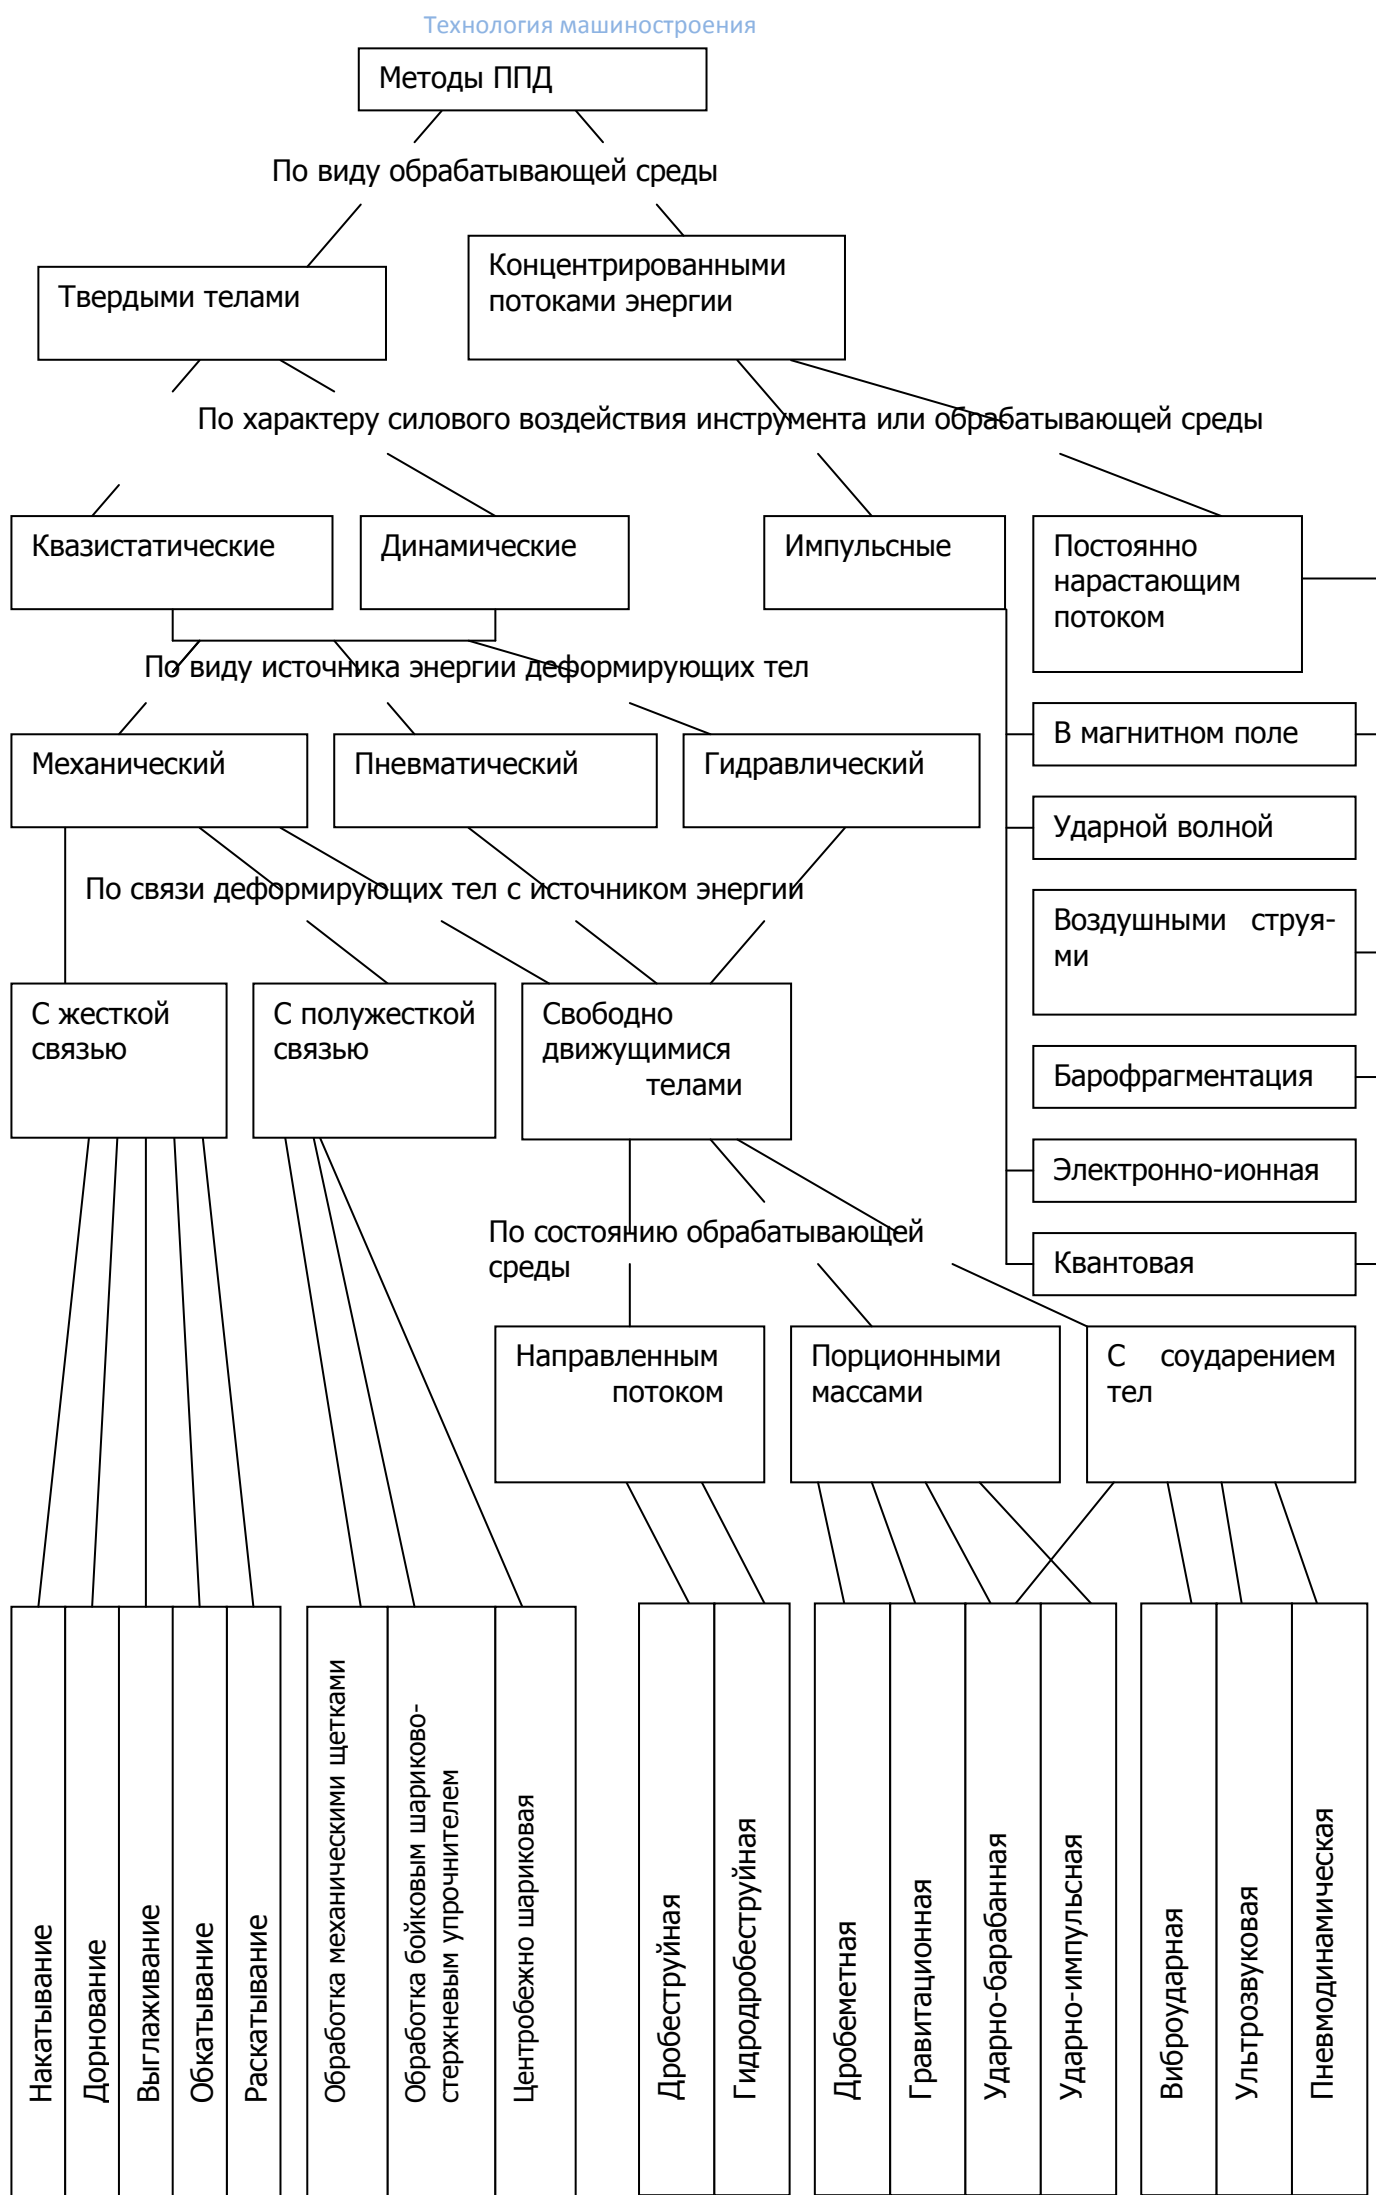 Технология машиностроения
Методы ППД
По виду обрабатывающей среды
Твердыми телами
Концентрированными
потоками энергии
По характеру силового воздействия инструмента или обрабатывающей среды
Квазистатические
Динамические
Импульсные
Постоянно
нарастающим
потоком
По виду источника энергии деформирующих тел
Механический
Пневматический
Гидравлический
В магнитном поле
Ударной волной
По связи деформирующих тел с источником энергии
Воздушными струя-
ми
С жесткой
связью
С полужесткой
связью
Свободно
движущимися
телами
Барофрагментация
Электронно-ионная
По состоянию обрабатывающей
среды
Квантовая
Направленным
потоком
Порционными
массами
С соударением
тел
Накатывание
Дорнование
Выглаживание
Обкатывание
Раскатывание
Обработка механическими щетками
Обработка бойковым шариково-
стержневым упрочнителем
Центробежно шариковая
Дробеструйная
Гидродробеструйная
Дробеметная
Гравитационная
Ударно-барабанная
Ударно-импульсная
Виброударная
Ультрозвуковая
Пневмодинамическая